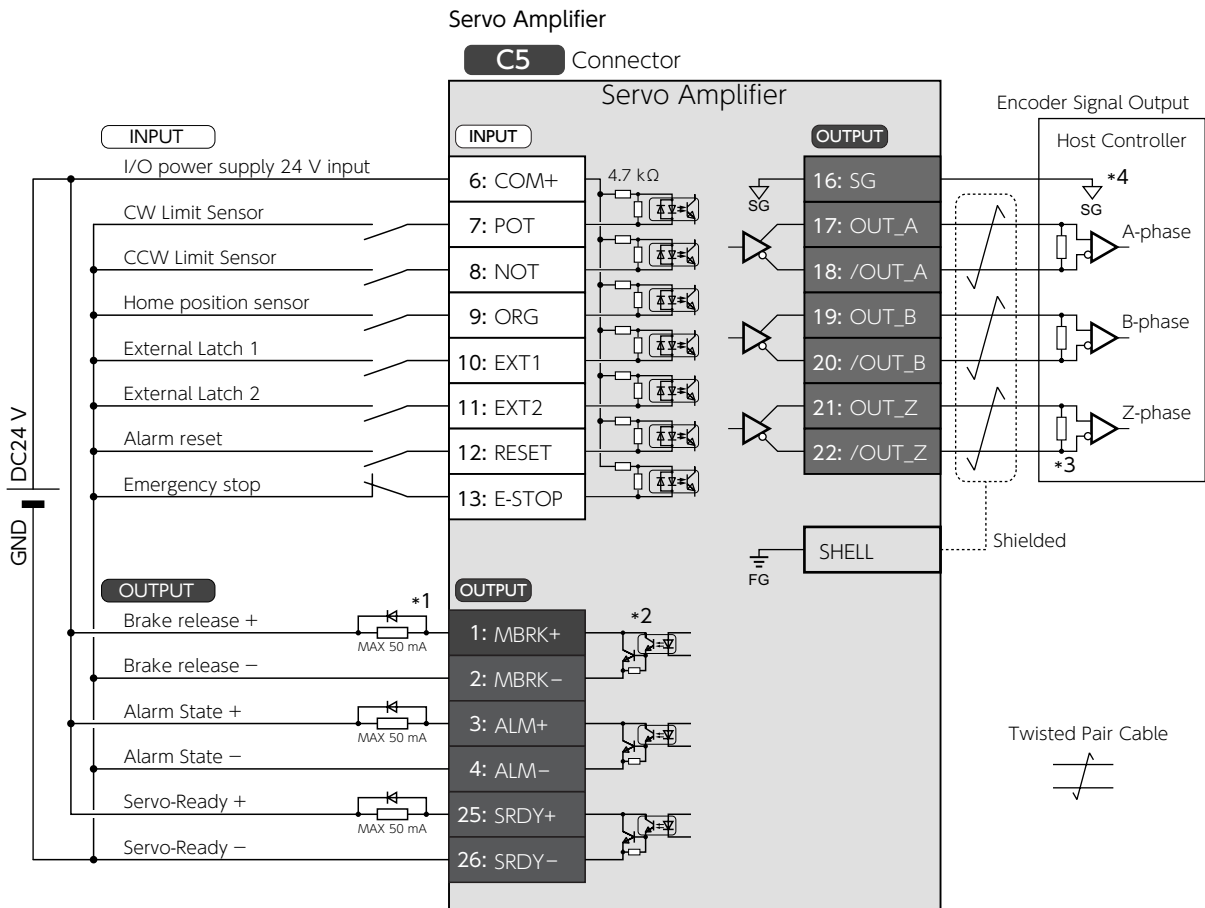 Servo Amplifier
C5 Connector
Servo Amplifier
Encoder Signal Output
Host Controller
INPUT
INPUT
OUTPUT
I/O power supply 24 V input
6: COM+
4.7 kΩ
SG
16: SG
*4
SG
CW Limit Sensor
7: POT
17: OUT_A
A-phase
CCW Limit Sensor
8: NOT
18: /OUT_A
Home position sensor
9: ORG
19: OUT_B
B-phase
External Latch 1
10: EXT1
20: /OUT_B
External Latch 2
11: EXT2
21: OUT_Z
Z-phase
Alarm reset
12: RESET
22: /OUT_Z
*3
Emergency stop
13: E-STOP
DC24 V
GND
SHELL
FG
Shielded
OUTPUT
OUTPUT
Brake release +
*1
MAX 50 mA
1: MBRK+
*2
Brake release −
2: MBRK−
Alarm State +
MAX 50 mA
3: ALM+
Alarm State −
4: ALM−
Servo-Ready +
MAX 50 mA
25: SRDY+
Servo-Ready −
26: SRDY−
Twisted Pair Cable